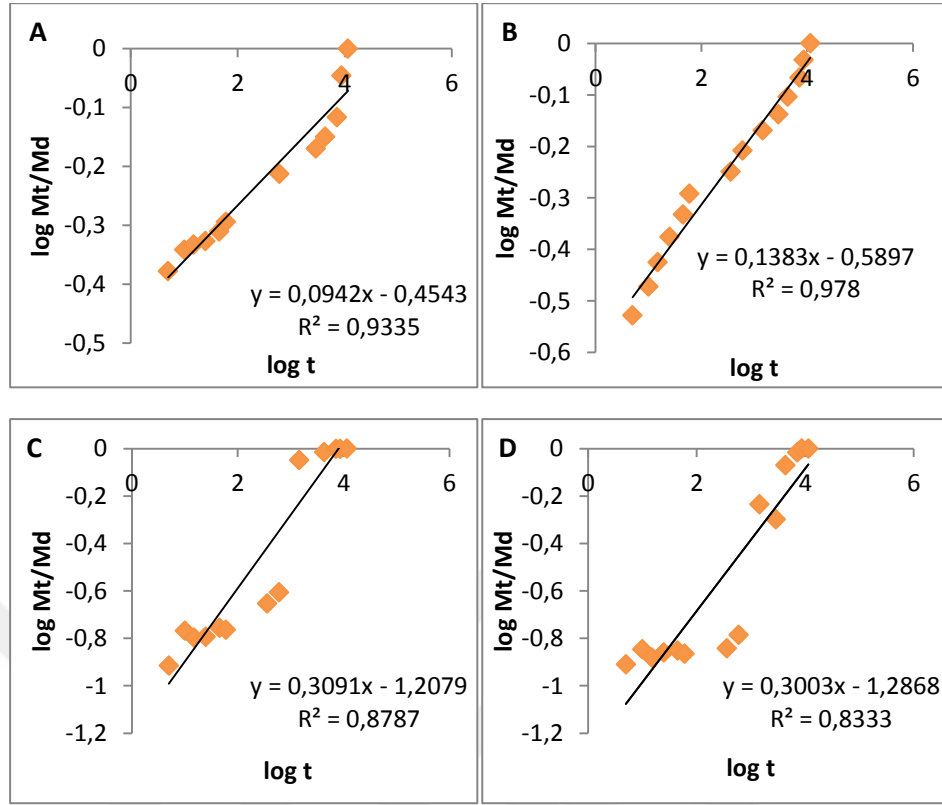 A
0
0 2 4 6
-0,1
-0,2
-0,3
-0,4
-0,5
log Mt/Md
y = 0,0942x - 0,4543
R² = 0,9335
log t
B
0
0 2 4 6
-0,1
-0,2
-0,3
-0,4
-0,5
-0,6
log Mt/Md
y = 0,1383x - 0,5897
R² = 0,978
log t
C
0
0 2 4 6
-0,2
-0,4
-0,6
-0,8
-1
-1,2
log Mt/Md
y = 0,3091x - 1,2079
R² = 0,8787
log t
D
0
0 2 4 6
-0,2
-0,4
-0,6
-0,8
-1
-1,2
log Mt/Md
y = 0,3003x - 1,2868
R² = 0,8333
log t